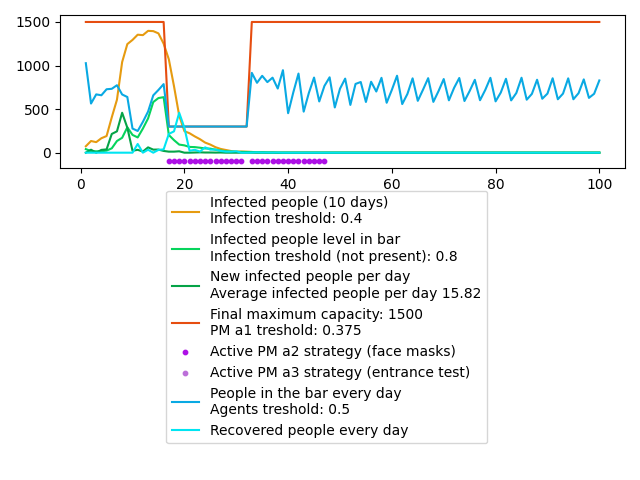 1500
1000
500
0
0 20 40 60 80 100
Infected people (10 days)
Infection treshold: 0.4
Infected people level in bar
Infection treshold (not present): 0.8
New infected people per day
Average infected people per day 15.82
Final maximum capacity: 1500
PM a1 treshold: 0.375
Active PM a2 strategy (face masks)
Active PM a3 strategy (entrance test)
People in the bar every day
Agents treshold: 0.5
Recovered people every day